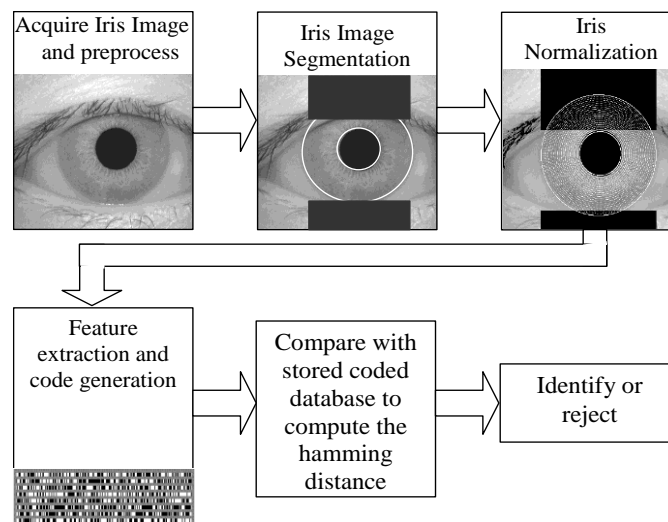 Acquire Iris Image
and preprocess
Iris Image
Segmentation
Iris
Normalization
Feature
extraction and
code generation
Compare with
stored coded
database to
compute the
hamming
distance
Identify or
reject